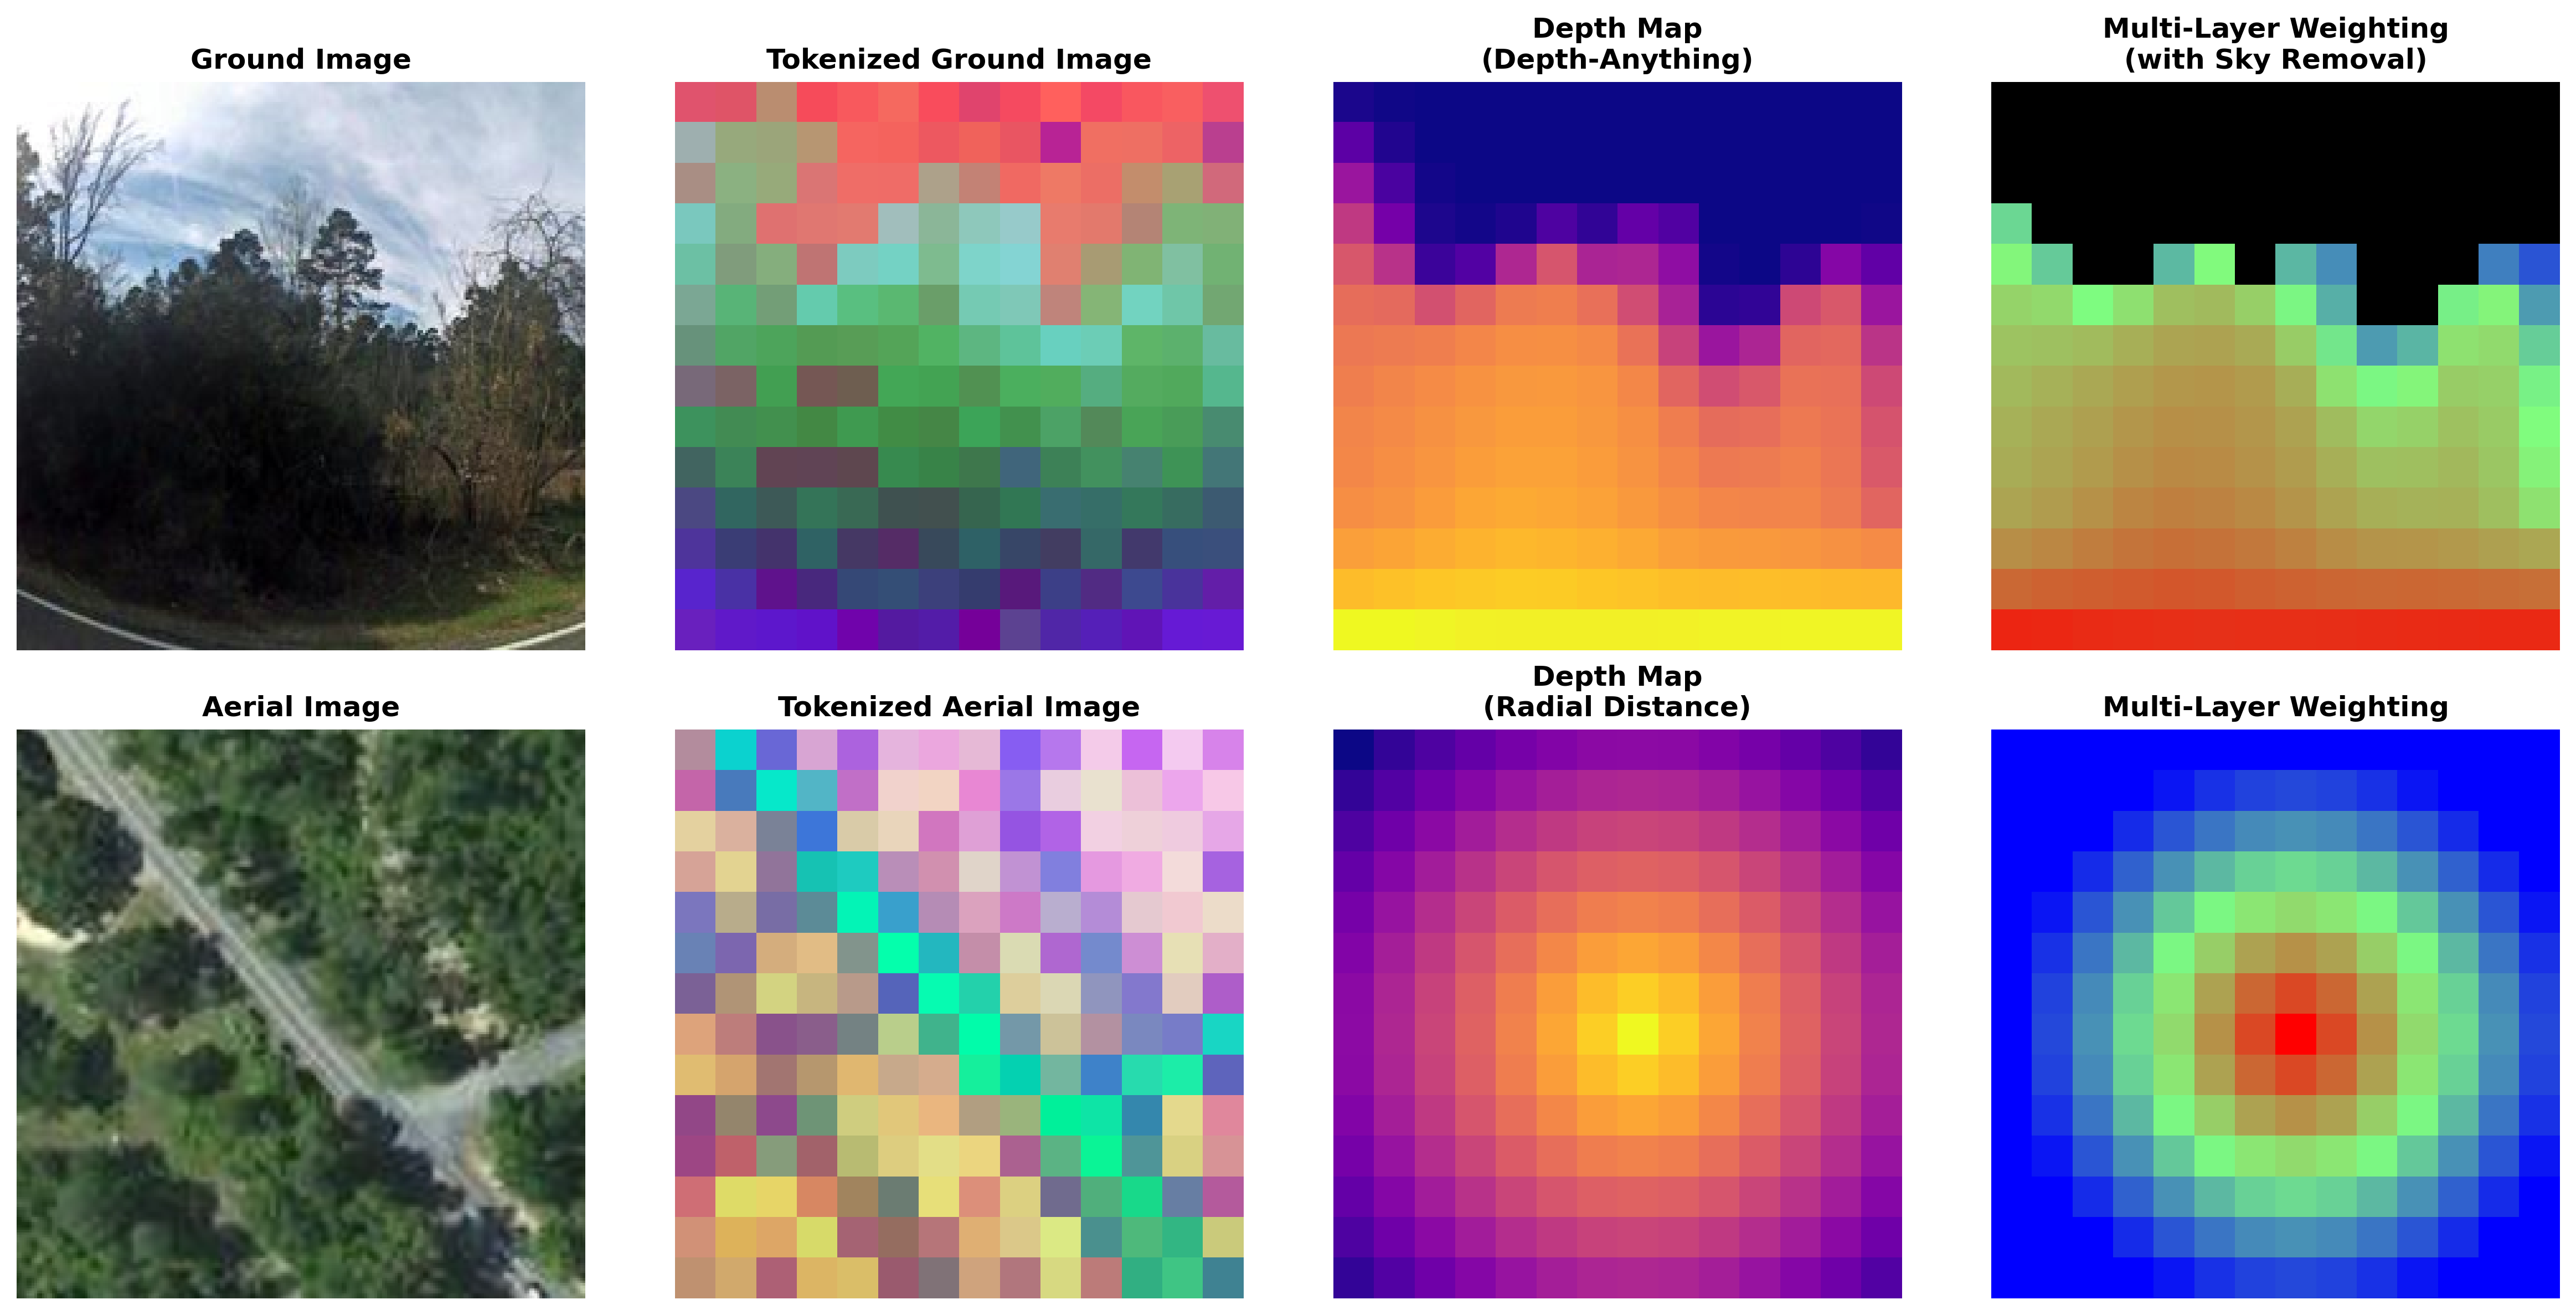 Ground Image
Tokenized Ground Image
Depth Map
(Depth-Anything)
Multi-Layer Weighting
(with Sky Removal)
Aerial Image
Tokenized Aerial Image
Depth Map
(Radial Distance)
Multi-Layer Weighting